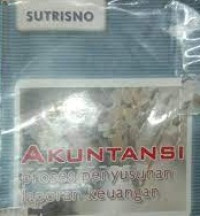 SUTRISNO
AKUNTANSI
proses penyusunan
laporan keuangan